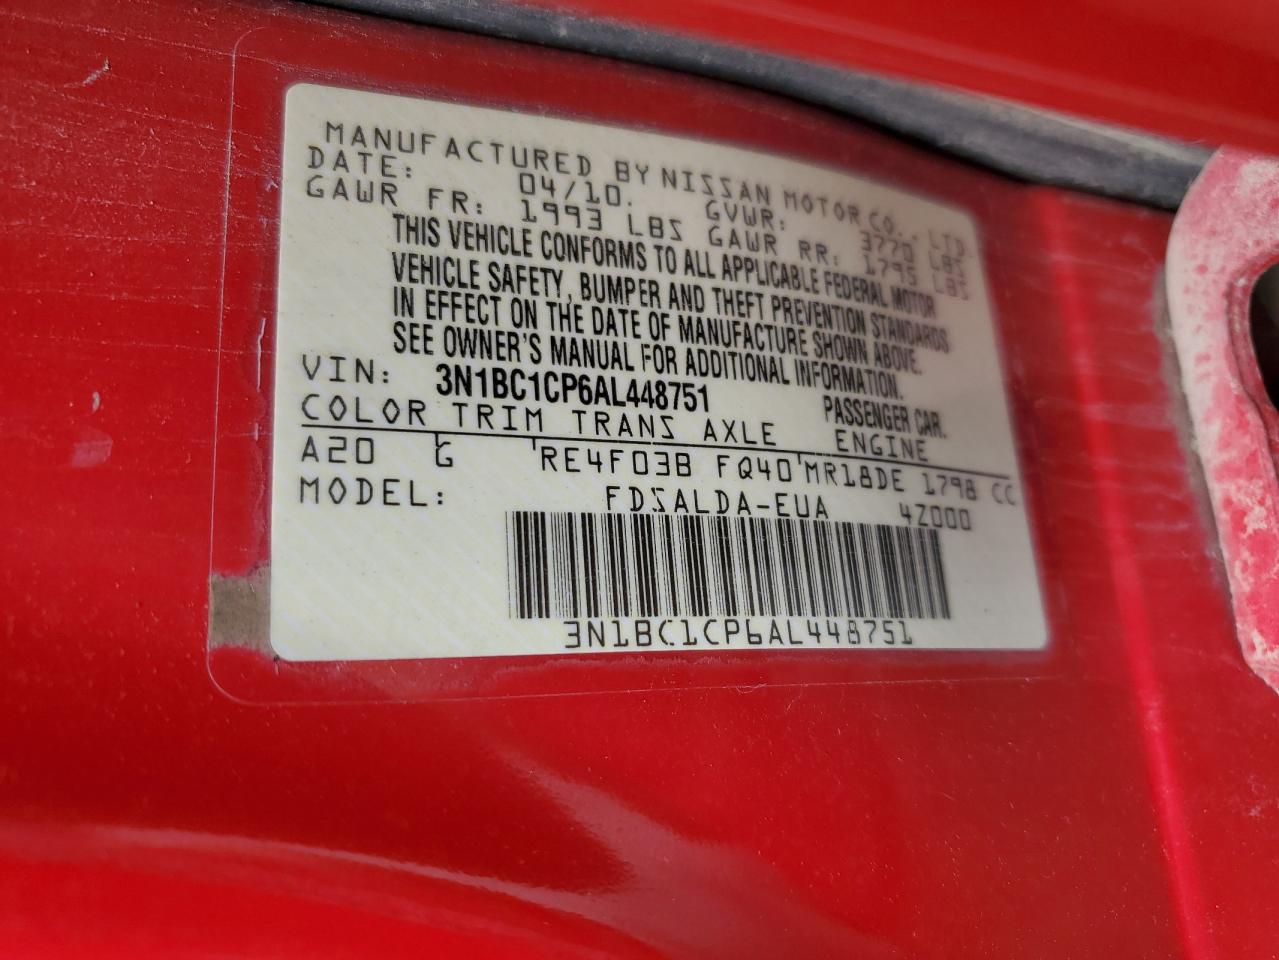 MANUFACTURED BY NISSAN MOTOR CO., LTD.
DATE: 04/10. GVWR: 3770 LBS
GAWR FR: 1993 LBS GAWR RR: 1795 LBS
THIS VEHICLE CONFORMS TO ALL APPLICABLE FEDERAL MOTOR
VEHICLE SAFETY, BUMPER AND THEFT PREVENTION STANDARDS
IN EFFECT ON THE DATE OF MANUFACTURE SHOWN ABOVE.
SEE OWNER'S MANUAL FOR ADDITIONAL INFORMATION.
VIN: 3N1BC1CP6AL448751 PASSENGER CAR.
COLOR TRIM TRANS AXLE ENGINE
A20 G RE4F03B FQ40 MR18DE 1798 CC
MODEL: FDSALDA-EUA 4Z000
3N1BC1CP6AL448751